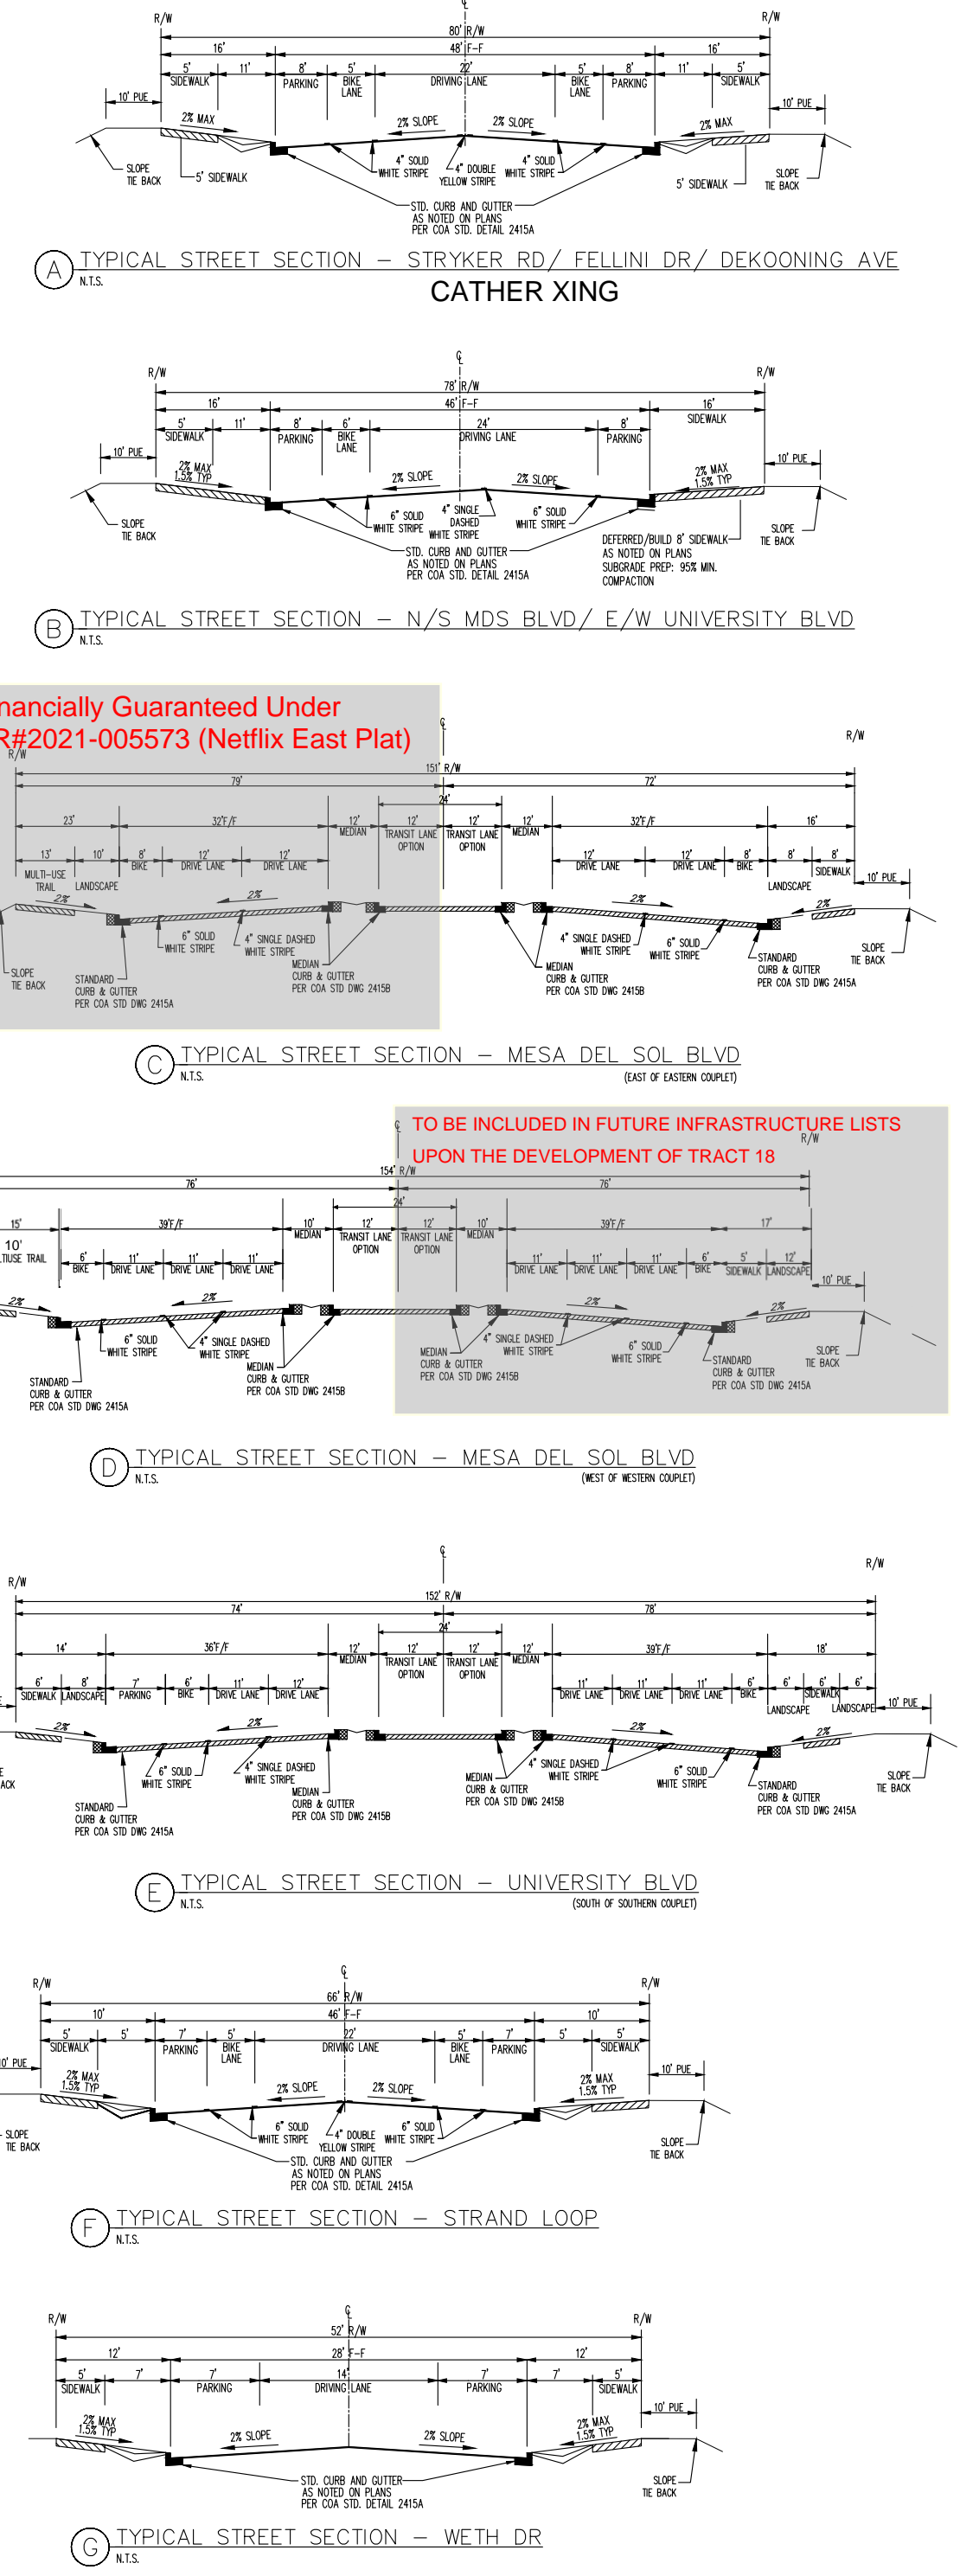 ℄
R/W
R/W
80' R/W
16'
48' F-F
16'
5'
SIDEWALK
11'
8'
PARKING
5'
BIKE
LANE
22'
DRIVING LANE
5'
BIKE
LANE
8'
PARKING
11'
5'
SIDEWALK
10' PUE
10' PUE
2% MAX
2% SLOPE
2% SLOPE
2% MAX
SLOPE
TIE BACK
5' SIDEWALK
4" SOLID
WHITE STRIPE
4" DOUBLE
YELLOW STRIPE
4" SOLID
WHITE STRIPE
5' SIDEWALK
SLOPE
TIE BACK
STD. CURB AND GUTTER
AS NOTED ON PLANS
PER COA STD. DETAIL 2415A
A TYPICAL STREET SECTION – STRYKER RD/ FELLINI DR/ DEKOONING AVE
N.T.S.
CATHER XING
℄
R/W
R/W
78' R/W
16'
46' F-F
16'
SIDEWALK
5'
SIDEWALK
11'
8'
PARKING
6'
BIKE
LANE
24'
DRIVING LANE
8'
PARKING
10' PUE
10' PUE
2% MAX
1.5% TYP
2% SLOPE
2% SLOPE
2% MAX
1.5% TYP
SLOPE
TIE BACK
6" SOLID
WHITE STRIPE
4" SINGLE
DASHED
WHITE STRIPE
6" SOLID
WHITE STRIPE
SLOPE
TIE BACK
STD. CURB AND GUTTER
AS NOTED ON PLANS
PER COA STD. DETAIL 2415A
DEFERRED/BUILD 8' SIDEWALK
AS NOTED ON PLANS
SUBGRADE PREP: 95% MIN.
COMPACTION
B TYPICAL STREET SECTION – N/S MDS BLVD/ E/W UNIVERSITY BLVD
N.T.S.
nancially Guaranteed Under
R#2021-005573 (Netflix East Plat)
℄
R/W
R/W
151' R/W
79'
72'
24'
23'
32'F/F
12'
MEDIAN
12'
TRANSIT LANE
OPTION
12'
TRANSIT LANE
OPTION
12'
MEDIAN
32'F/F
16'
13'
MULTI-USE
TRAIL
10'
LANDSCAPE
8'
BIKE
12'
DRIVE LANE
12'
DRIVE LANE
12'
DRIVE LANE
12'
DRIVE LANE
8'
BIKE
8'
LANDSCAPE
8'
SIDEWALK
10' PUE
2%
2%
2%
2%
SLOPE
TIE BACK
STANDARD
CURB & GUTTER
PER COA STD DWG 2415A
6" SOLID
WHITE STRIPE
4" SINGLE DASHED
WHITE STRIPE
MEDIAN
CURB & GUTTER
PER COA STD DWG 2415B
MEDIAN
CURB & GUTTER
PER COA STD DWG 2415B
4" SINGLE DASHED
WHITE STRIPE
6" SOLID
WHITE STRIPE
STANDARD
CURB & GUTTER
PER COA STD DWG 2415A
SLOPE
TIE BACK
C TYPICAL STREET SECTION – MESA DEL SOL BLVD
N.T.S.
(EAST OF EASTERN COUPLET)
TO BE INCLUDED IN FUTURE INFRASTRUCTURE LISTS
UPON THE DEVELOPMENT OF TRACT 18
℄
R/W
154' R/W
76'
76'
24'
15'
39'F/F
10'
MEDIAN
12'
TRANSIT LANE
OPTION
12'
TRANSIT LANE
OPTION
10'
MEDIAN
39'F/F
17'
10'
LTIUSE TRAIL
6'
BIKE
11'
DRIVE LANE
11'
DRIVE LANE
11'
DRIVE LANE
11'
DRIVE LANE
11'
DRIVE LANE
11'
DRIVE LANE
6'
BIKE
5'
SIDEWALK
12'
LANDSCAPE
10' PUE
2%
2%
2%
2%
6" SOLID
WHITE STRIPE
4" SINGLE DASHED
WHITE STRIPE
STANDARD
CURB & GUTTER
PER COA STD DWG 2415A
MEDIAN
CURB & GUTTER
PER COA STD DWG 2415B
MEDIAN
CURB & GUTTER
PER COA STD DWG 2415B
4" SINGLE DASHED
WHITE STRIPE
6" SOLID
WHITE STRIPE
STANDARD
CURB & GUTTER
PER COA STD DWG 2415A
SLOPE
TIE BACK
D TYPICAL STREET SECTION – MESA DEL SOL BLVD
N.T.S.
(WEST OF WESTERN COUPLET)
℄
R/W
R/W
152' R/W
74'
78'
24'
14'
36'F/F
12'
MEDIAN
12'
TRANSIT LANE
OPTION
12'
TRANSIT LANE
OPTION
12'
MEDIAN
39'F/F
18'
6'
SIDEWALK
8'
LANDSCAPE
7'
PARKING
6'
BIKE
11'
DRIVE LANE
12'
DRIVE LANE
11'
DRIVE LANE
11'
DRIVE LANE
11'
DRIVE LANE
6'
BIKE
6'
LANDSCAPE
6'
SIDEWALK
6'
LANDSCAPE
10' PUE
E
2%
2%
2%
2%
E
ACK
STANDARD
CURB & GUTTER
PER COA STD DWG 2415A
6" SOLID
WHITE STRIPE
4" SINGLE DASHED
WHITE STRIPE
MEDIAN
CURB & GUTTER
PER COA STD DWG 2415B
MEDIAN
CURB & GUTTER
PER COA STD DWG 2415B
4" SINGLE DASHED
WHITE STRIPE
6" SOLID
WHITE STRIPE
STANDARD
CURB & GUTTER
PER COA STD DWG 2415A
SLOPE
TIE BACK
E TYPICAL STREET SECTION – UNIVERSITY BLVD
N.T.S.
(SOUTH OF SOUTHERN COUPLET)
℄
R/W
R/W
66' R/W
10'
46' F-F
10'
5'
SIDEWALK
5'
7'
PARKING
5'
BIKE
LANE
22'
DRIVING LANE
5'
BIKE
LANE
7'
PARKING
5'
5'
SIDEWALK
10' PUE
10' PUE
2% MAX
1.5% TYP
2% SLOPE
2% SLOPE
2% MAX
1.5% TYP
SLOPE
TIE BACK
6" SOLID
WHITE STRIPE
4" DOUBLE
YELLOW STRIPE
6" SOLID
WHITE STRIPE
SLOPE
TIE BACK
STD. CURB AND GUTTER
AS NOTED ON PLANS
PER COA STD. DETAIL 2415A
F TYPICAL STREET SECTION – STRAND LOOP
N.T.S.
℄
R/W
R/W
52' R/W
12'
28' F-F
12'
5'
SIDEWALK
7'
7'
PARKING
14'
DRIVING LANE
7'
PARKING
7'
5'
SIDEWALK
10' PUE
2% MAX
1.5% TYP
2% SLOPE
2% SLOPE
2% MAX
1.5% TYP
STD. CURB AND GUTTER
AS NOTED ON PLANS
PER COA STD. DETAIL 2415A
SLOPE
TIE BACK
G TYPICAL STREET SECTION – WETH DR
N.T.S.